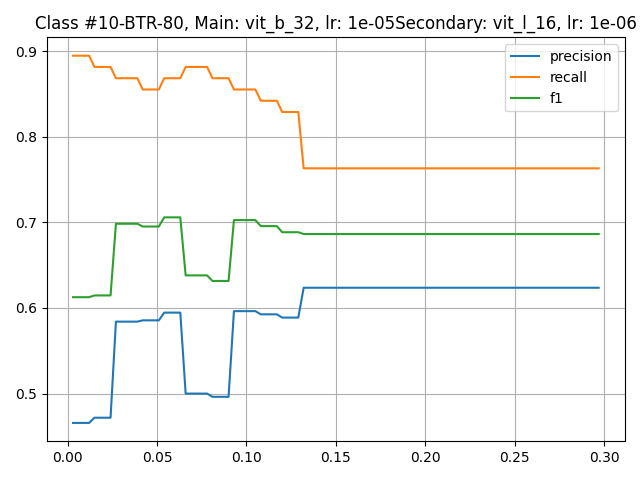 Class #10-BTR-80, Main: vit_b_32, lr: 1e-05Secondary: vit_l_16, lr: 1e-06
0.9
0.8
0.7
0.6
0.5
precision
recall
f1
0.00 0.05 0.10 0.15 0.20 0.25 0.30